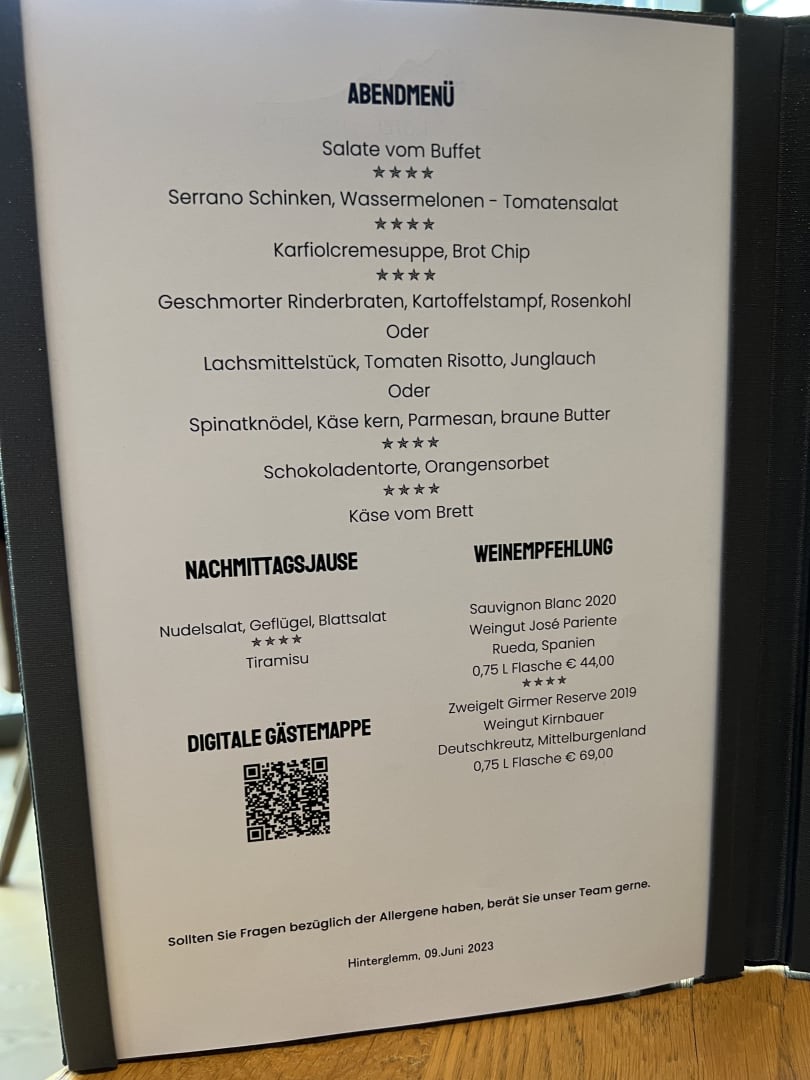 ABENDMENÜ
Salate vom Buffet
★★★★
Serrano Schinken, Wassermelonen - Tomatensalat
★★★★
Karfiolcremesuppe, Brot Chip
★★★★
Geschmorter Rinderbraten, Kartoffelstampf, Rosenkohl
Oder
Lachsmittelstück, Tomaten Risotto, Junglauch
Oder
Spinatknödel, Käse kern, Parmesan, braune Butter
★★★★
Schokoladentorte, Orangensorbet
★★★★
Käse vom Brett
NACHMITTAGSJAUSE
Nudelsalat, Geflügel, Blattsalat
★★★★
Tiramisu
DIGITALE GÄSTEMAPPE
WEINEMPFEHLUNG
Sauvignon Blanc 2020
Weingut José Pariente
Rueda, Spanien
0,75 L Flasche € 44,00
★★★★
Zweigelt Girmer Reserve 2019
Weingut Kirnbauer
Deutschkreutz, Mittelburgenland
0,75 L Flasche € 69,00
Sollten Sie Fragen bezüglich der Allergene haben, berät Sie unser Team gerne.
Hinterglemm, 09.Juni 2023